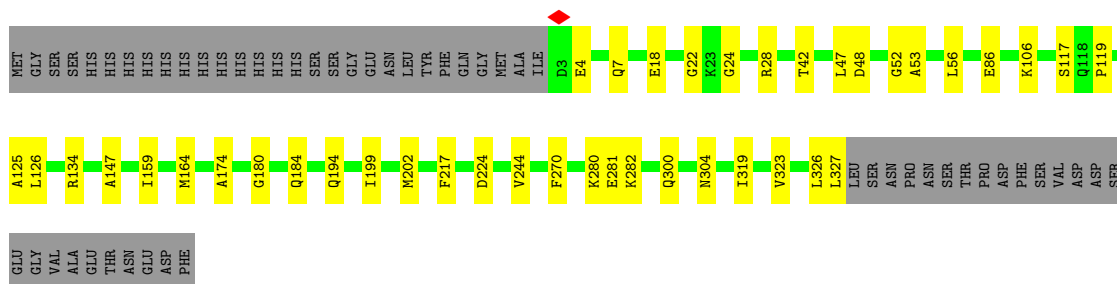 MET GLY SER SER HIS HIS HIS HIS HIS HIS HIS HIS HIS HIS SER SER GLY GLU ASN LEU TYR PHE GLN GLY MET ALA ILE D3 E4 Q7 E18 G22 K23 G24 R28 T42 L47 D48 G52 A53 L56 E86 K106 S117 Q118 P119
A125 L126 R134 A147 I159 M164 A174 G180 Q184 Q194 I199 M202 F217 D224 V244 F270 K280 E281 K282 Q300 N304 I319 V323 L326 L327 LEU SER ASN PRO ASN SER THR PRO ASP PHE SER VAL ASP ASP SER
GLU GLY VAL ALA GLU THR ASN GLU ASP PHE